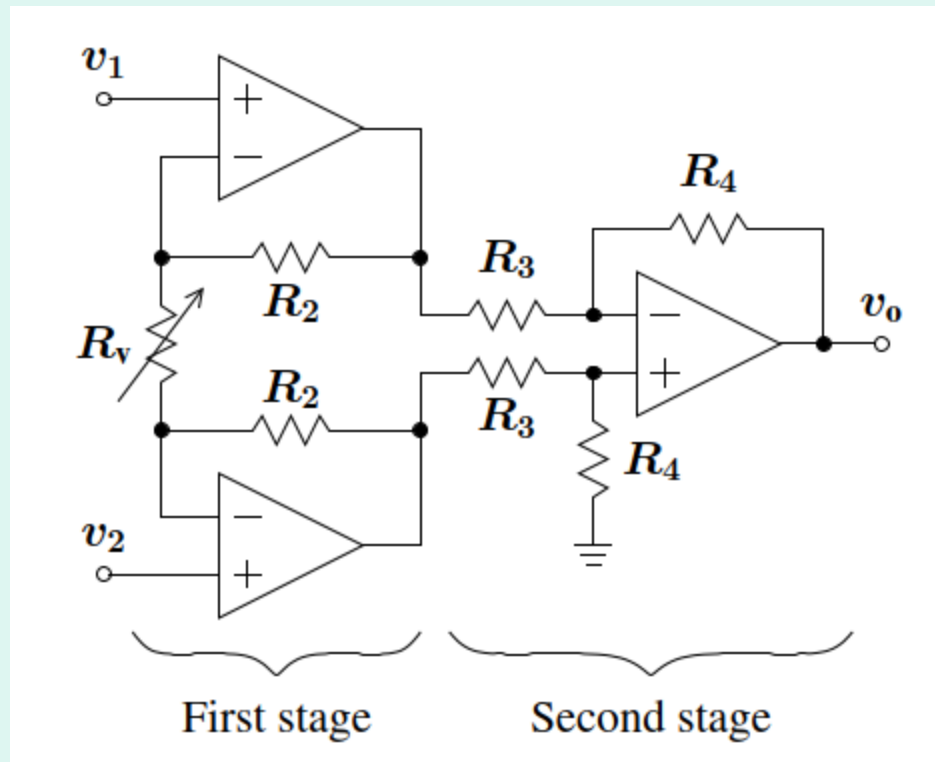 v₁
+
−
R₄
R₃
R₂
−
vₒ
Rᵥ
R₂
+
R₃
R₄
−
v₂
+
First stage
Second stage